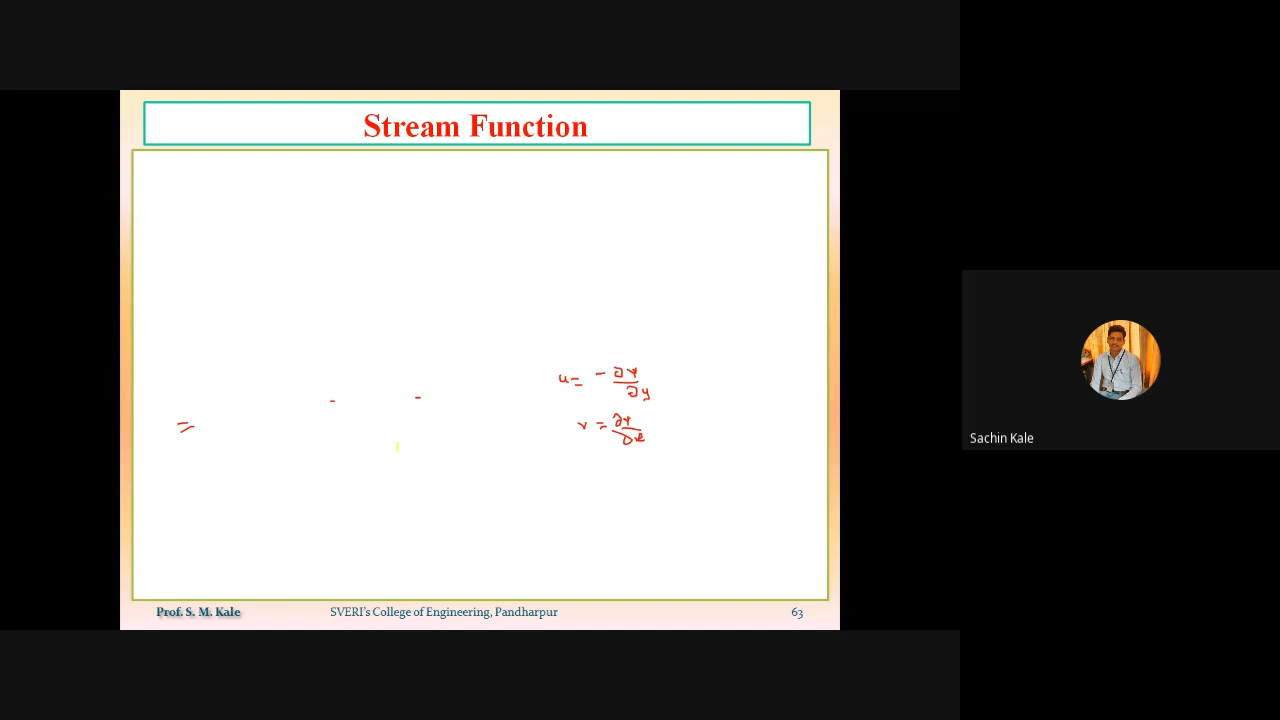 Stream Function
u = - ∂ψ/∂y
=
v = ∂ψ/∂x
Prof. S. M. Kale SVERI's College of Engineering, Pandharpur 63
Sachin Kale